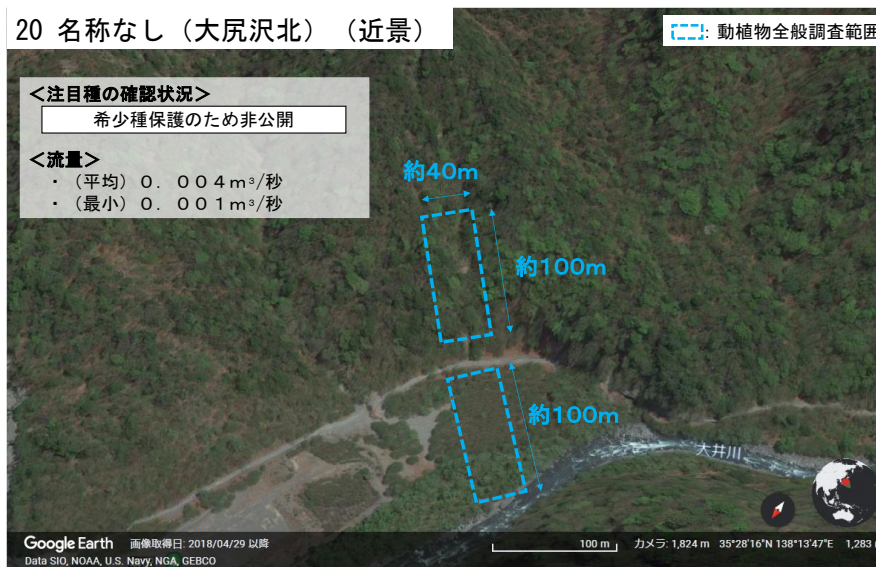 20 名称なし（大尻沢北）（近景）
：動植物全般調査範囲
＜注目種の確認状況＞
希少種保護のため非公開
＜流量＞
・（平均）０．００４ｍ³/秒
・（最小）０．００１ｍ³/秒
約40m
約100m
約100m
大井川
Google Earth 画像取得日: 2018/04/29 以降
100 m カメラ: 1,824 m 35°28'16"N 138°13'47"E 1,283
Data SIO, NOAA, U.S. Navy, NGA, GEBCO